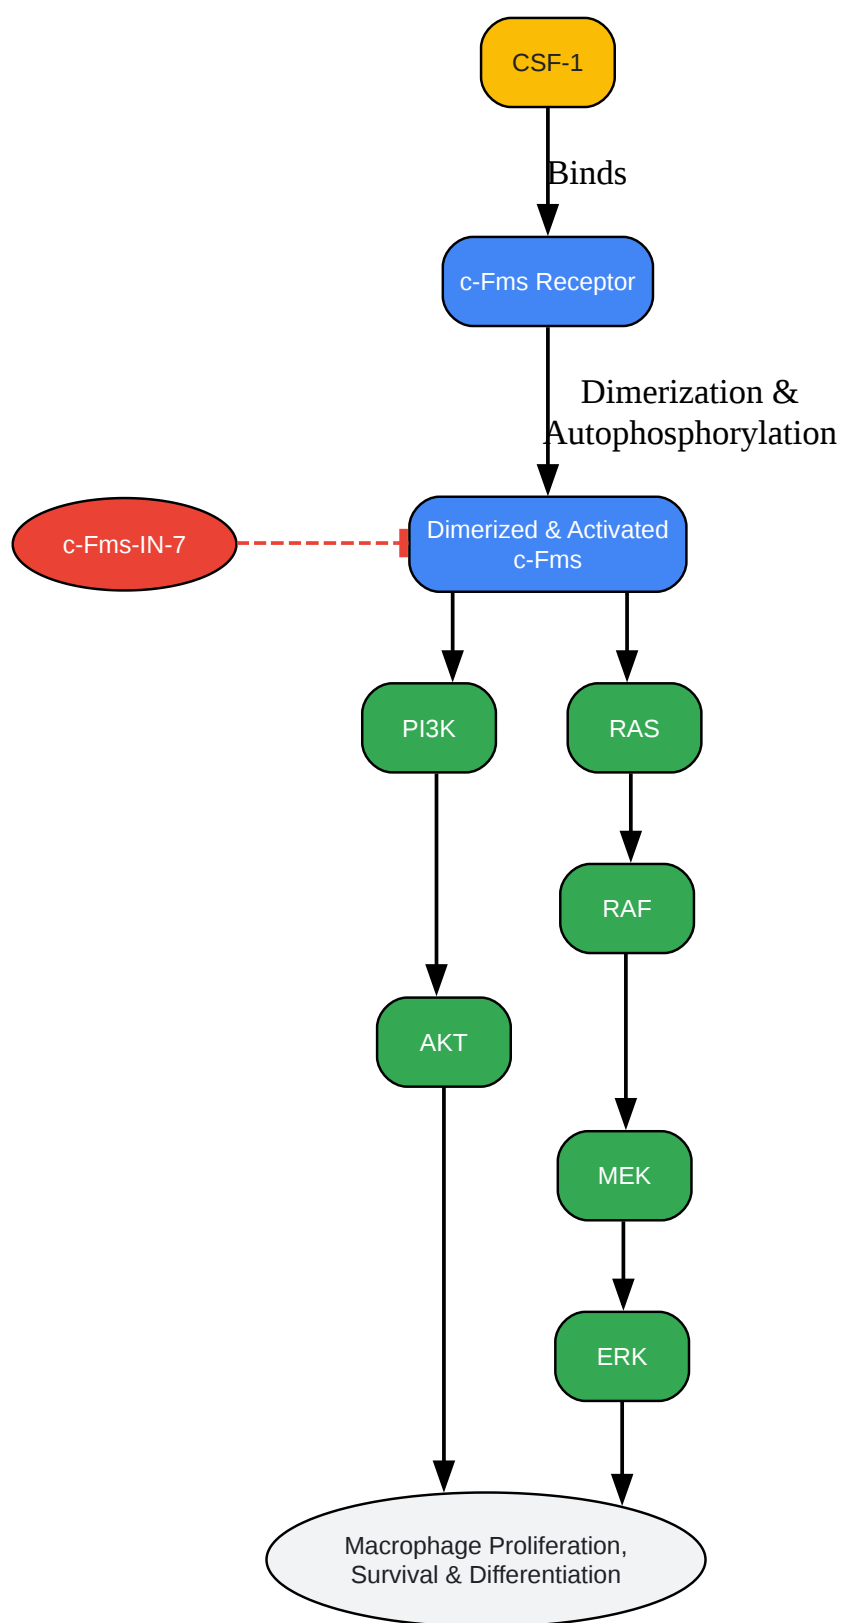 CSF-1
Binds
c-Fms Receptor
Dimerization &
Autophosphorylation
c-Fms-IN-7
Dimerized & Activated
c-Fms
PI3K
RAS
RAF
AKT
MEK
ERK
Macrophage Proliferation,
Survival & Differentiation